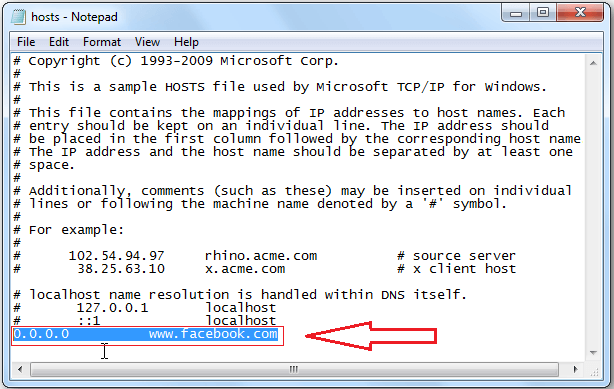 hosts - Notepad
File Edit Format View Help
# Copyright (c) 1993-2009 Microsoft Corp.
#
# This is a sample HOSTS file used by Microsoft TCP/IP for Windows.
#
# This file contains the mappings of IP addresses to host names. Each
# entry should be kept on an individual line. The IP address should
# be placed in the first column followed by the corresponding host name
# The IP address and the host name should be separated by at least one
# space.
#
# Additionally, comments (such as these) may be inserted on individual
# lines or following the machine name denoted by a '#' symbol.
#
# For example:
#
#      102.54.94.97     rhino.acme.com          # source server
#       38.25.63.10     x.acme.com              # x client host

# localhost name resolution is handled within DNS itself.
#       127.0.0.1       localhost
#       ::1             localhost
0.0.0.0          www.facebook.com